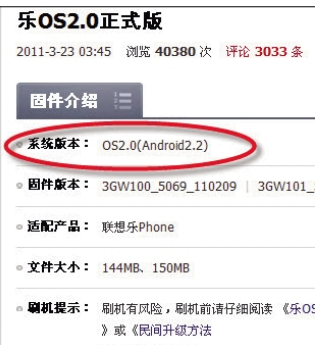 乐OS2.0正式版
2011-3-23 03:45 浏览 40380 次 评论 3033 条
固件介绍
系统版本： OS2.0(Android2.2)
固件版本： 3GW100_5069_110209 | 3GW101_
适配产品： 联想乐Phone
文件大小： 144MB、150MB
刷机提示： 刷机有风险，刷机前请仔细阅读 《乐OS
》或《民间升级方法